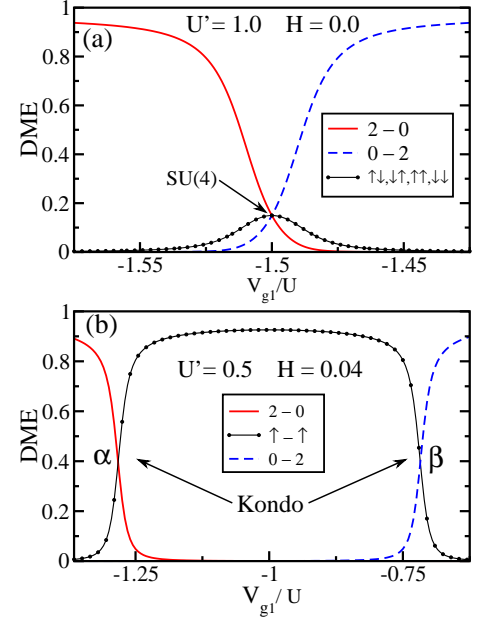 (a)
U'= 1.0 H = 0.0
DME
1
0.8
0.6
0.4
0.2
0
2 − 0
0 − 2
↑↓,↓↑,↑↑,↓↓
SU(4)
-1.55
-1.5
-1.45
V_g1/U
(b)
U'= 0.5 H = 0.04
DME
1
0.8
0.6
0.4
0.2
0
2 − 0
↑ − ↑
0 − 2
α
β
Kondo
-1.25
-1
-0.75
V_g1/ U